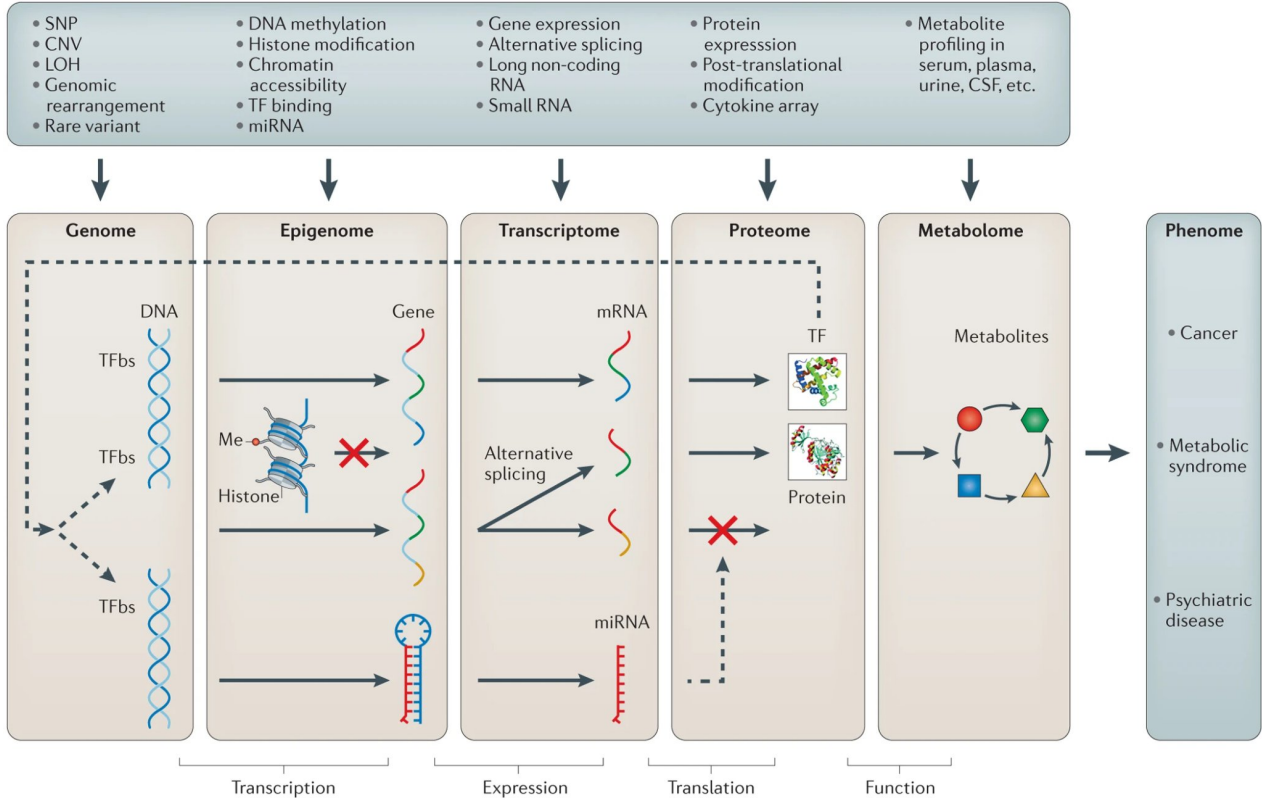 • SNP
• CNV
• LOH
• Genomic
rearrangement
• Rare variant
• DNA methylation
• Histone modification
• Chromatin
accessibility
• TF binding
• miRNA
• Gene expression
• Alternative splicing
• Long non-coding
RNA
• Small RNA
• Protein
expresssion
• Post-translational
modification
• Cytokine array
• Metabolite
profiling in
serum, plasma,
urine, CSF, etc.
Genome
Epigenome
Transcriptome
Proteome
Metabolome
Phenome
DNA
TFbs
TFbs
TFbs
Gene
Me
Histone
mRNA
Alternative
splicing
miRNA
TF
Protein
Metabolites
• Cancer
• Metabolic
syndrome
• Psychiatric
disease
Transcription
Expression
Translation
Function